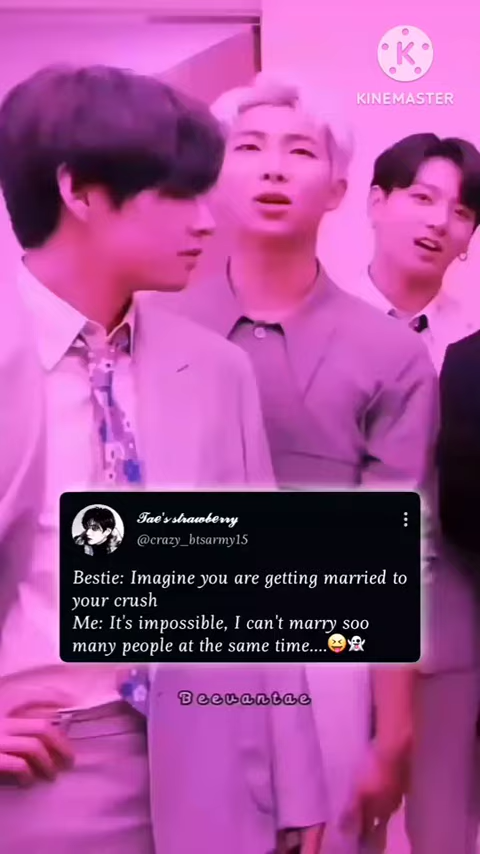 KINEMASTER
Tae's strawberry
@crazy_btsarmy15
Bestie: Imagine you are getting married to
your crush
Me: It's impossible, I can't marry soo
many people at the same time....😝👻
Beevantae